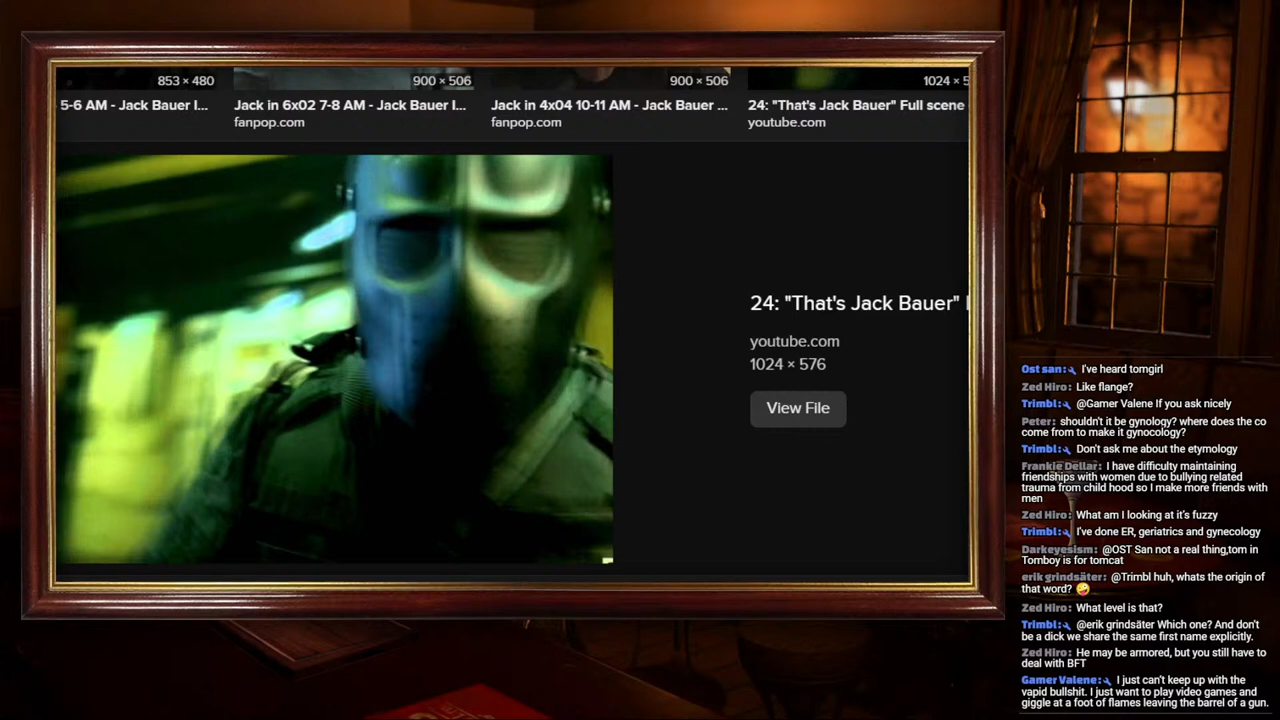 853 × 480
900 × 506
900 × 506
1024 × 5
5-6 AM - Jack Bauer I...
Jack in 6x02 7-8 AM - Jack Bauer I...
Jack in 4x04 10-11 AM - Jack Bauer ...
24: "That's Jack Bauer" Full scene
fanpop.com
fanpop.com
youtube.com
24: "That's Jack Bauer"
youtube.com
1024 × 576
View File
Ost san: I've heard tomgirl
Zed Hiro: Like flange?
Trimbl: @Gamer Valene If you ask nicely
Peter: shouldn't it be gynology? where does the co
come from to make it gynocology?
Trimbl: Don't ask me about the etymology
Frankie Dellar: I have difficulty maintaining
friendships with women due to bullying related
trauma from child hood so I make more friends with
men
Zed Hiro: What am I looking at it's fuzzy
Trimbl: I've done ER, geriatrics and gynecology
Darkeyesism: @OST San not a real thing,tom in
Tomboy is for tomcat
erik grindsäter: @Trimbl huh, whats the origin of
that word? 🤪
Zed Hiro: What level is that?
Trimbl: @erik grindsäter Which one? And don't
be a dick we share the same first name explicitly.
Zed Hiro: He may be armored, but you still have to
deal with BFT
Gamer Valene: I just can't keep up with the
vapid bullshit. I just want to play video games and
giggle at a foot of flames leaving the barrel of a gun.